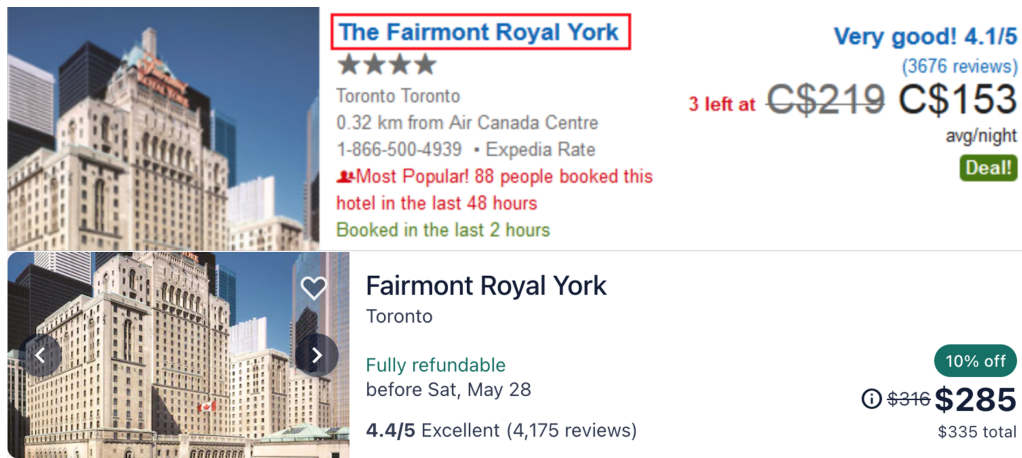 The Fairmont Royal York
Very good! 4.1/5
(3676 reviews)
Toronto Toronto
3 left at C$219 C$153
0.32 km from Air Canada Centre
avg/night
1-866-500-4939 • Expedia Rate
Deal!
Most Popular! 88 people booked this
hotel in the last 48 hours
Booked in the last 2 hours
Fairmont Royal York
Toronto
Fully refundable
before Sat, May 28
10% off
$316 $285
4.4/5 Excellent (4,175 reviews)
$335 total